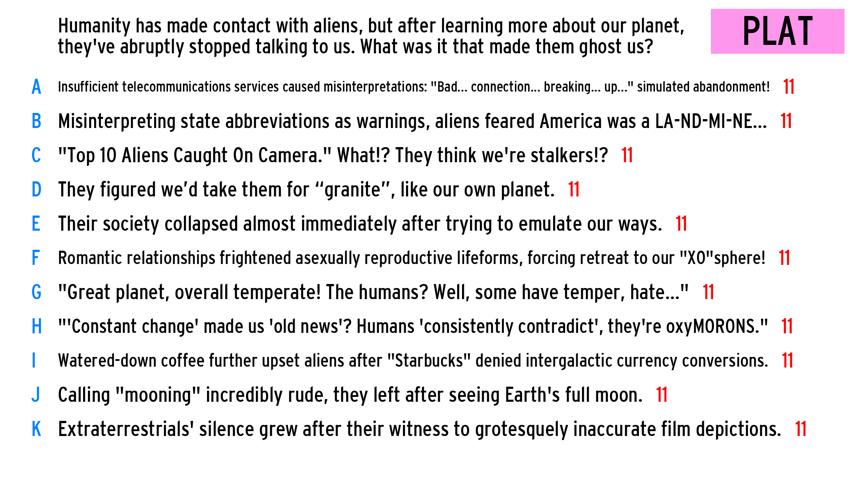 Humanity has made contact with aliens, but after learning more about our planet,
they've abruptly stopped talking to us. What was it that made them ghost us?
PLAT
A Insufficient telecommunications services caused misinterpretations: "Bad... connection... breaking... up..." simulated abandonment! 11
B Misinterpreting state abbreviations as warnings, aliens feared America was a LA-ND-MI-NE... 11
C "Top 10 Aliens Caught On Camera." What!? They think we're stalkers!? 11
D They figured we’d take them for “granite”, like our own planet. 11
E Their society collapsed almost immediately after trying to emulate our ways. 11
F Romantic relationships frightened asexually reproductive lifeforms, forcing retreat to our "XO"sphere! 11
G "Great planet, overall temperate! The humans? Well, some have temper, hate..." 11
H "'Constant change' made us 'old news'? Humans 'consistently contradict', they're oxyMORONS." 11
I Watered-down coffee further upset aliens after "Starbucks" denied intergalactic currency conversions. 11
J Calling "mooning" incredibly rude, they left after seeing Earth's full moon. 11
K Extraterrestrials' silence grew after their witness to grotesquely inaccurate film depictions. 11